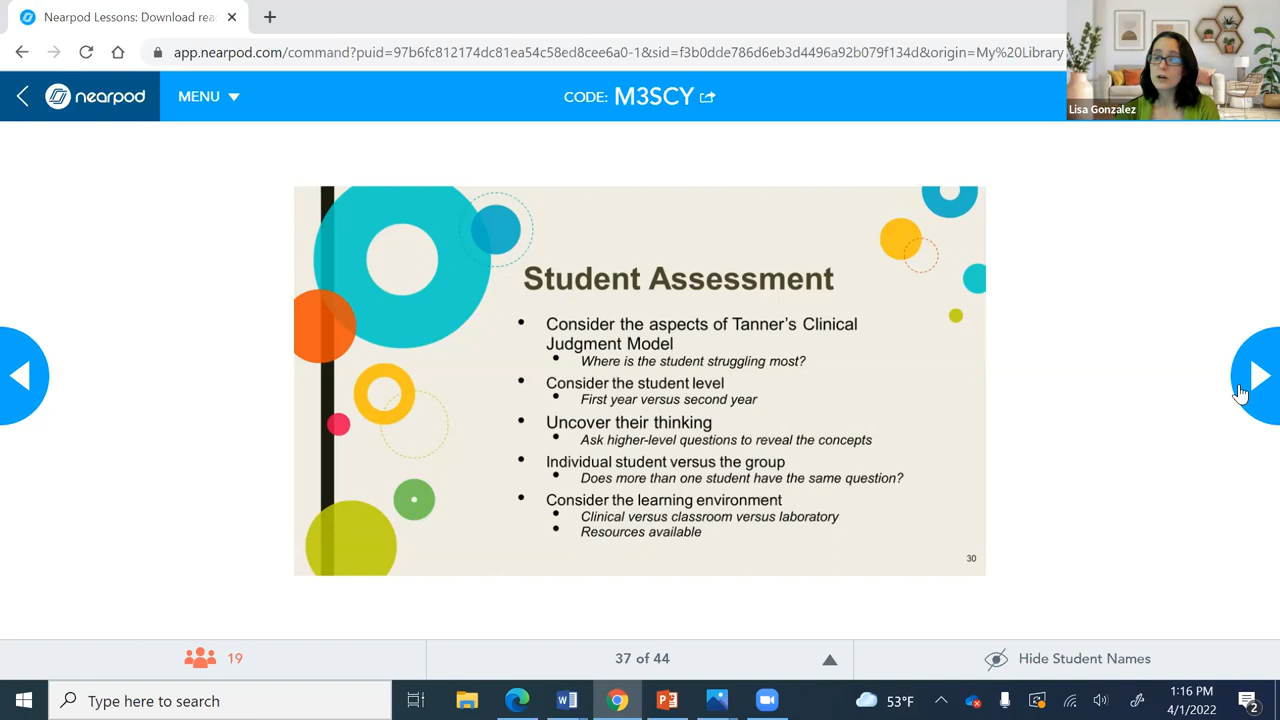 Nearpod Lessons: Download rea
app.nearpod.com/command?puid=97b6fc812174dc81ea54c58ed8cee6a0-1&sid=f3b0dde786d6eb3d4496a92b079f134d&origin=My%20Library
nearpod
MENU
CODE: M3SCY
Lisa Gonzalez
Student Assessment
• Consider the aspects of Tanner's Clinical
Judgment Model
• Where is the student struggling most?
• Consider the student level
• First year versus second year
• Uncover their thinking
• Ask higher-level questions to reveal the concepts
• Individual student versus the group
• Does more than one student have the same question?
• Consider the learning environment
• Clinical versus classroom versus laboratory
• Resources available
30
19
37 of 44
Hide Student Names
Type here to search
53°F
1:16 PM
4/1/2022
2